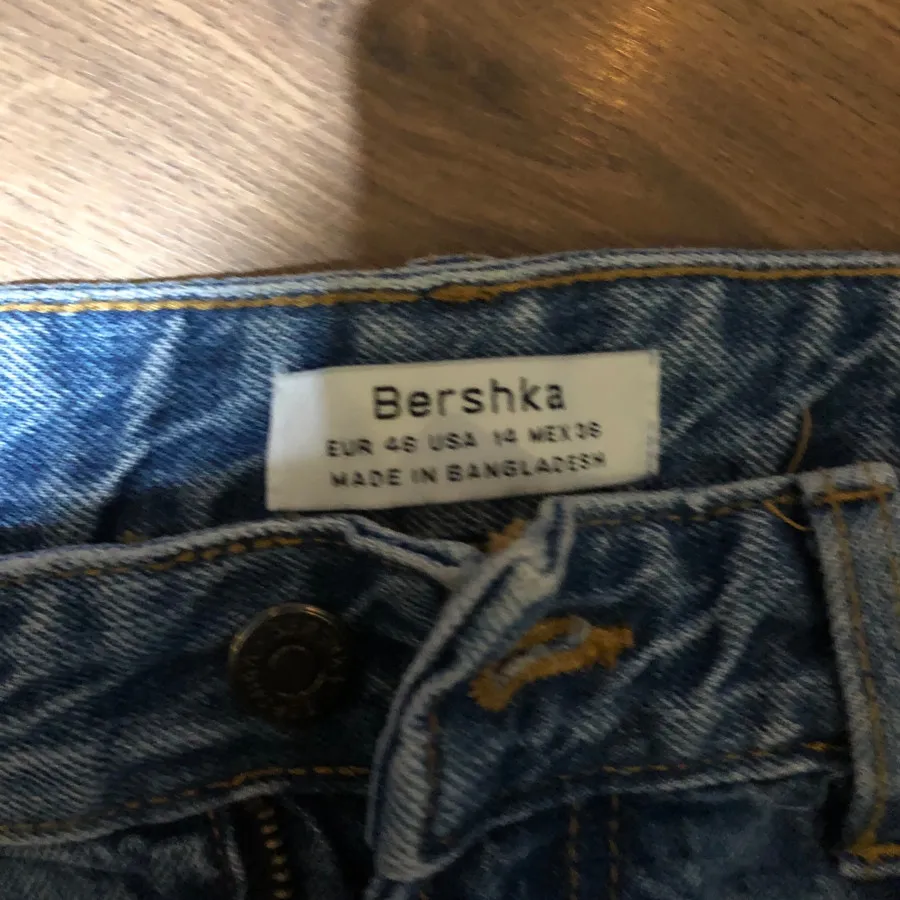 Bershka
EUR 46 USA 14 MEX 36
MADE IN BANGLADESH